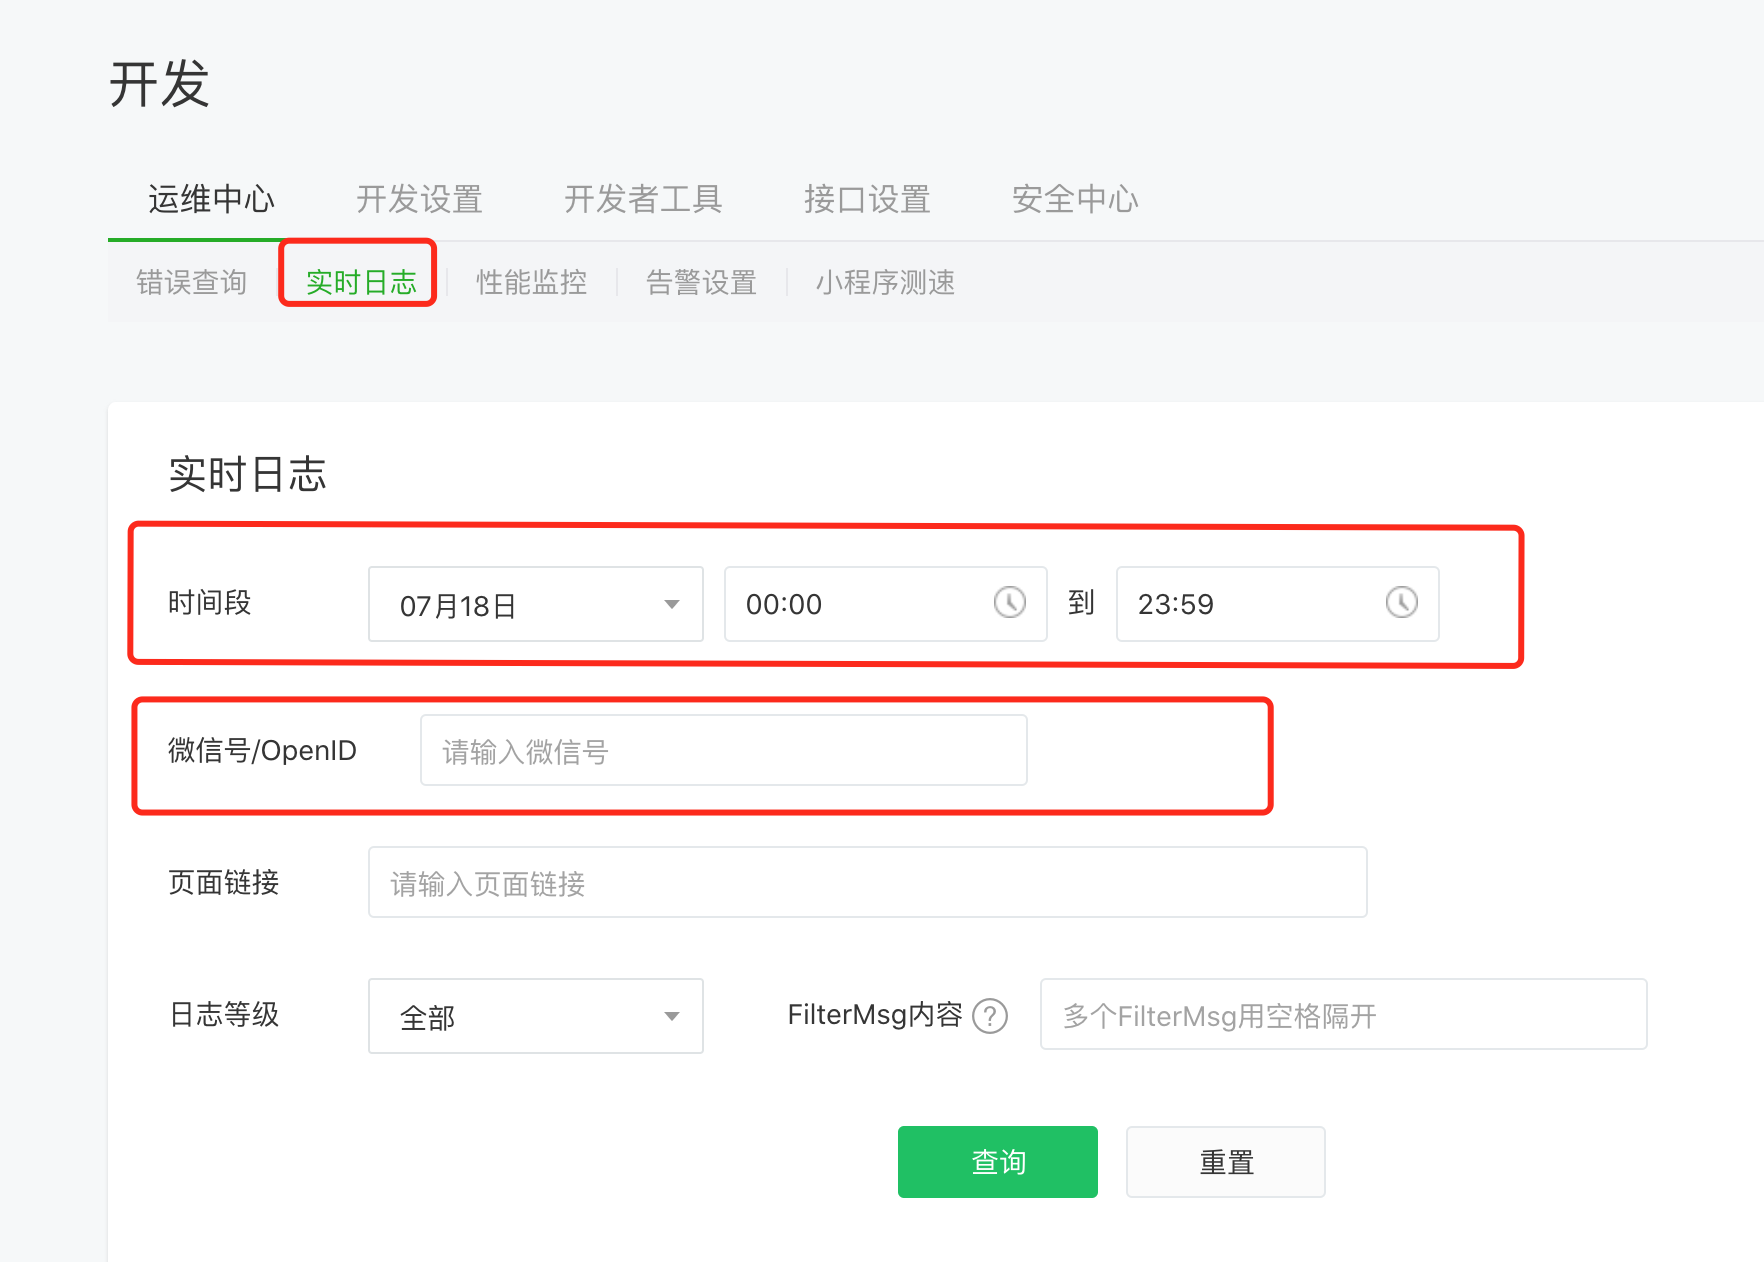 开发
运维中心 开发设置 开发者工具 接口设置 安全中心
错误查询 实时日志 性能监控 告警设置 小程序测速
实时日志
时间段 07月18日 00:00 到 23:59
微信号/OpenID 请输入微信号
页面链接 请输入页面链接
日志等级 全部 FilterMsg内容 ? 多个FilterMsg用空格隔开
查询 重置